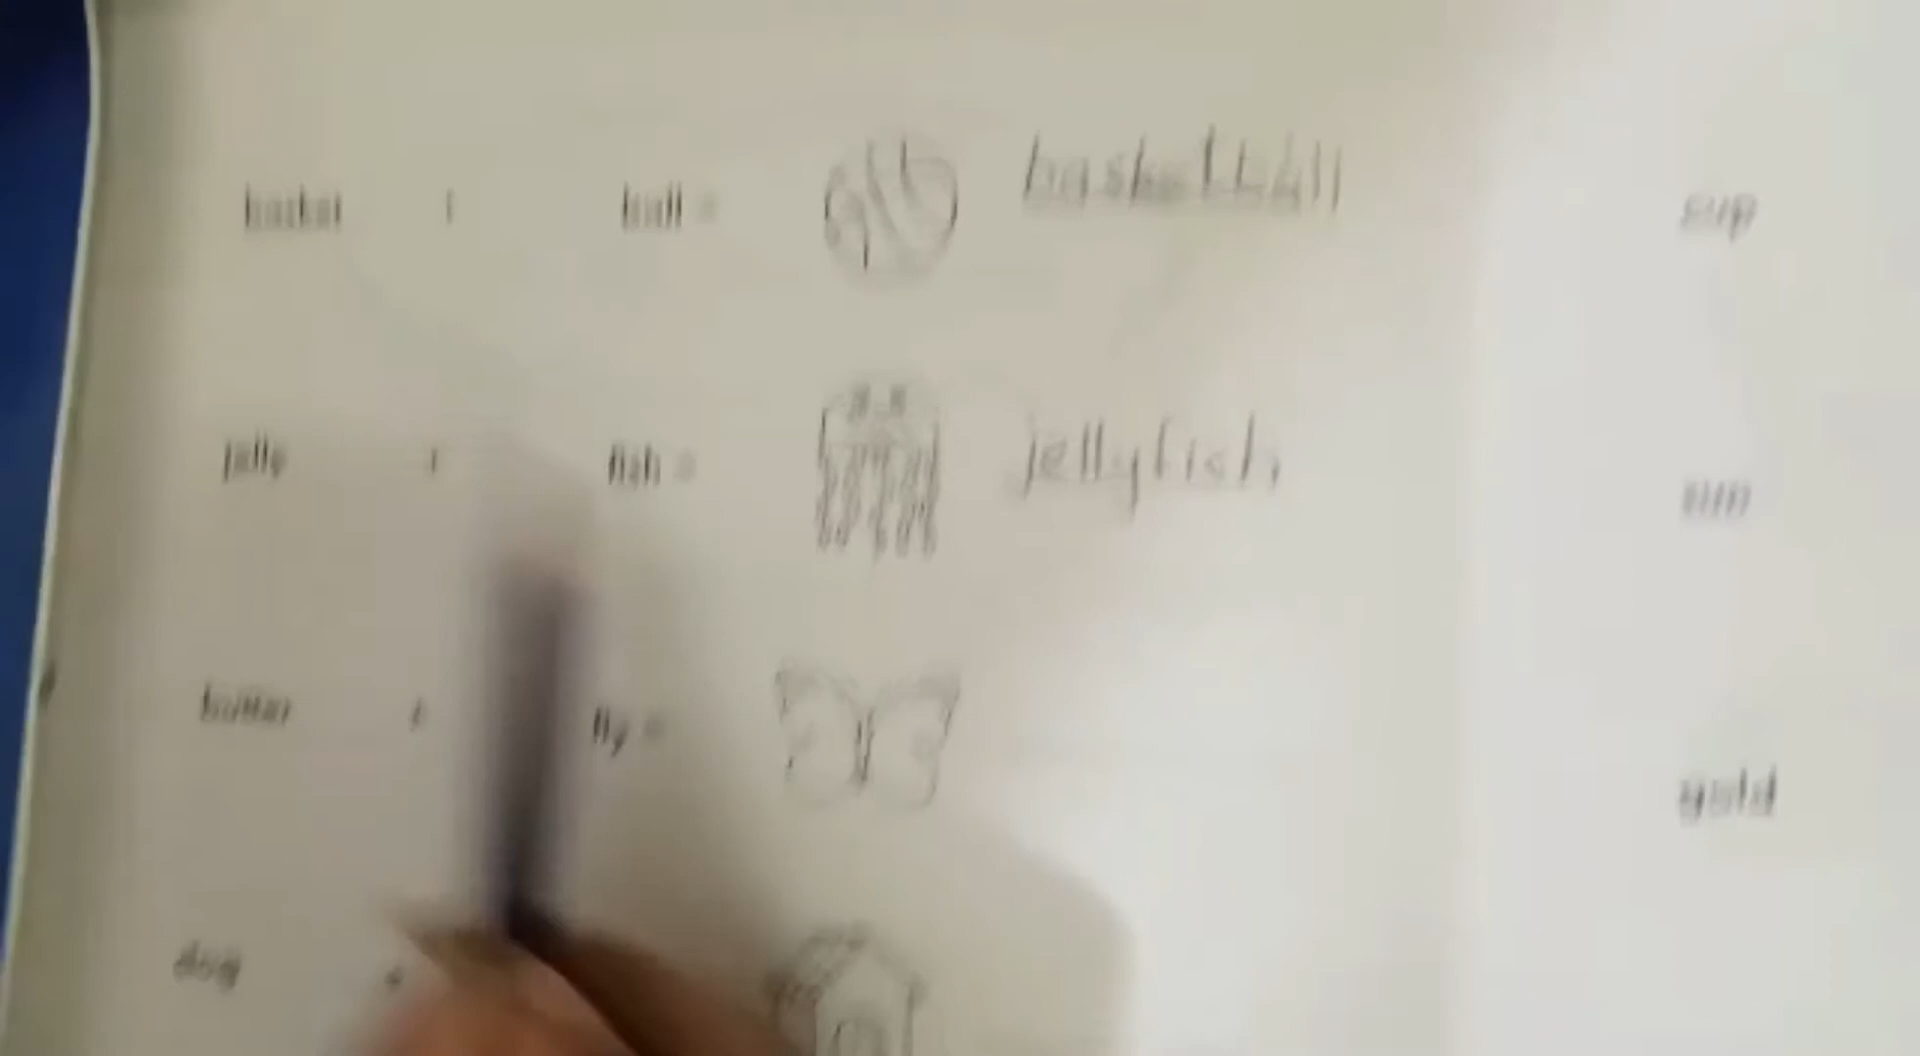 basket + ball = basketball
cup
jelly + fish = jellyfish
sun
butter + fly =
gold
dog +